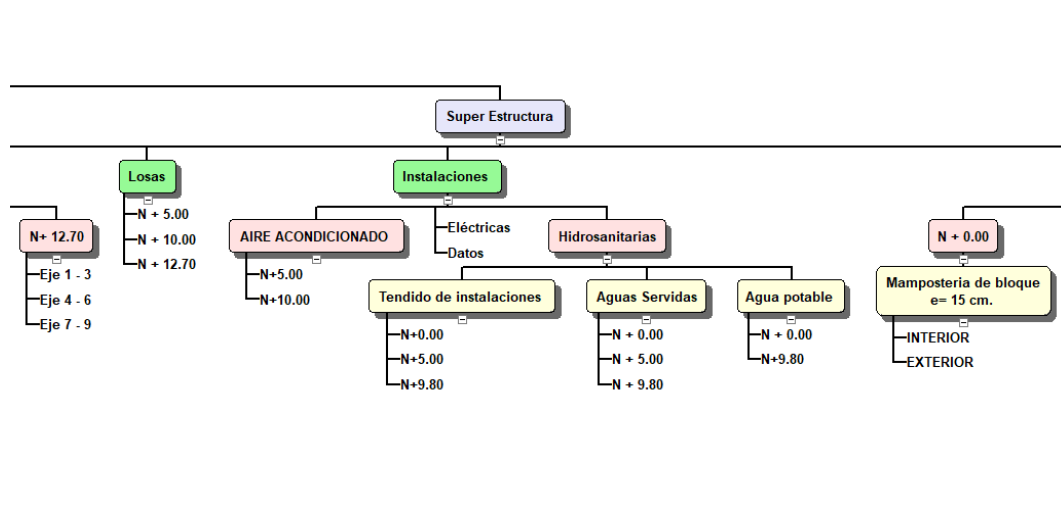 Super Estructura
Losas
N + 5.00
N + 10.00
N + 12.70
Instalaciones
N+ 12.70
Eje 1 - 3
Eje 4 - 6
Eje 7 - 9
AIRE ACONDICIONADO
N+5.00
N+10.00
Eléctricas
Datos
Hidrosanitarias
Tendido de instalaciones
N+0.00
N+5.00
N+9.80
Aguas Servidas
N + 0.00
N + 5.00
N + 9.80
Agua potable
N + 0.00
N+9.80
N + 0.00
Mamposteria de bloque
e= 15 cm.
INTERIOR
EXTERIOR